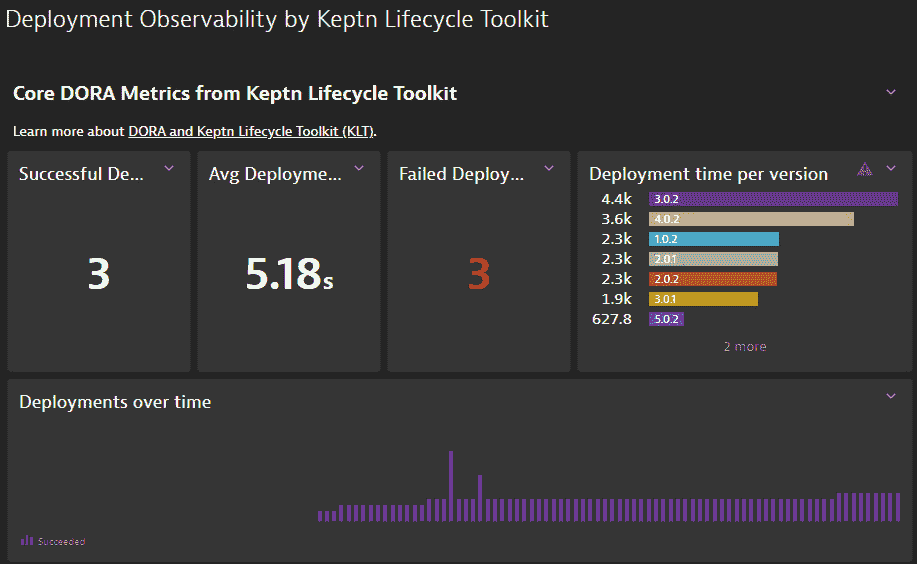 Deployment Observability by Keptn Lifecycle Toolkit
Core DORA Metrics from Keptn Lifecycle Toolkit
Learn more about DORA and Keptn Lifecycle Toolkit (KLT).
Successful De...
3
Avg Deployme...
5.18s
Failed Deploy...
3
Deployment time per version
4.4k 3.0.2
3.6k 4.0.2
2.3k 1.0.2
2.3k 2.0.1
2.3k 2.0.2
1.9k 3.0.1
627.8 5.0.2
2 more
Deployments over time
Succeeded